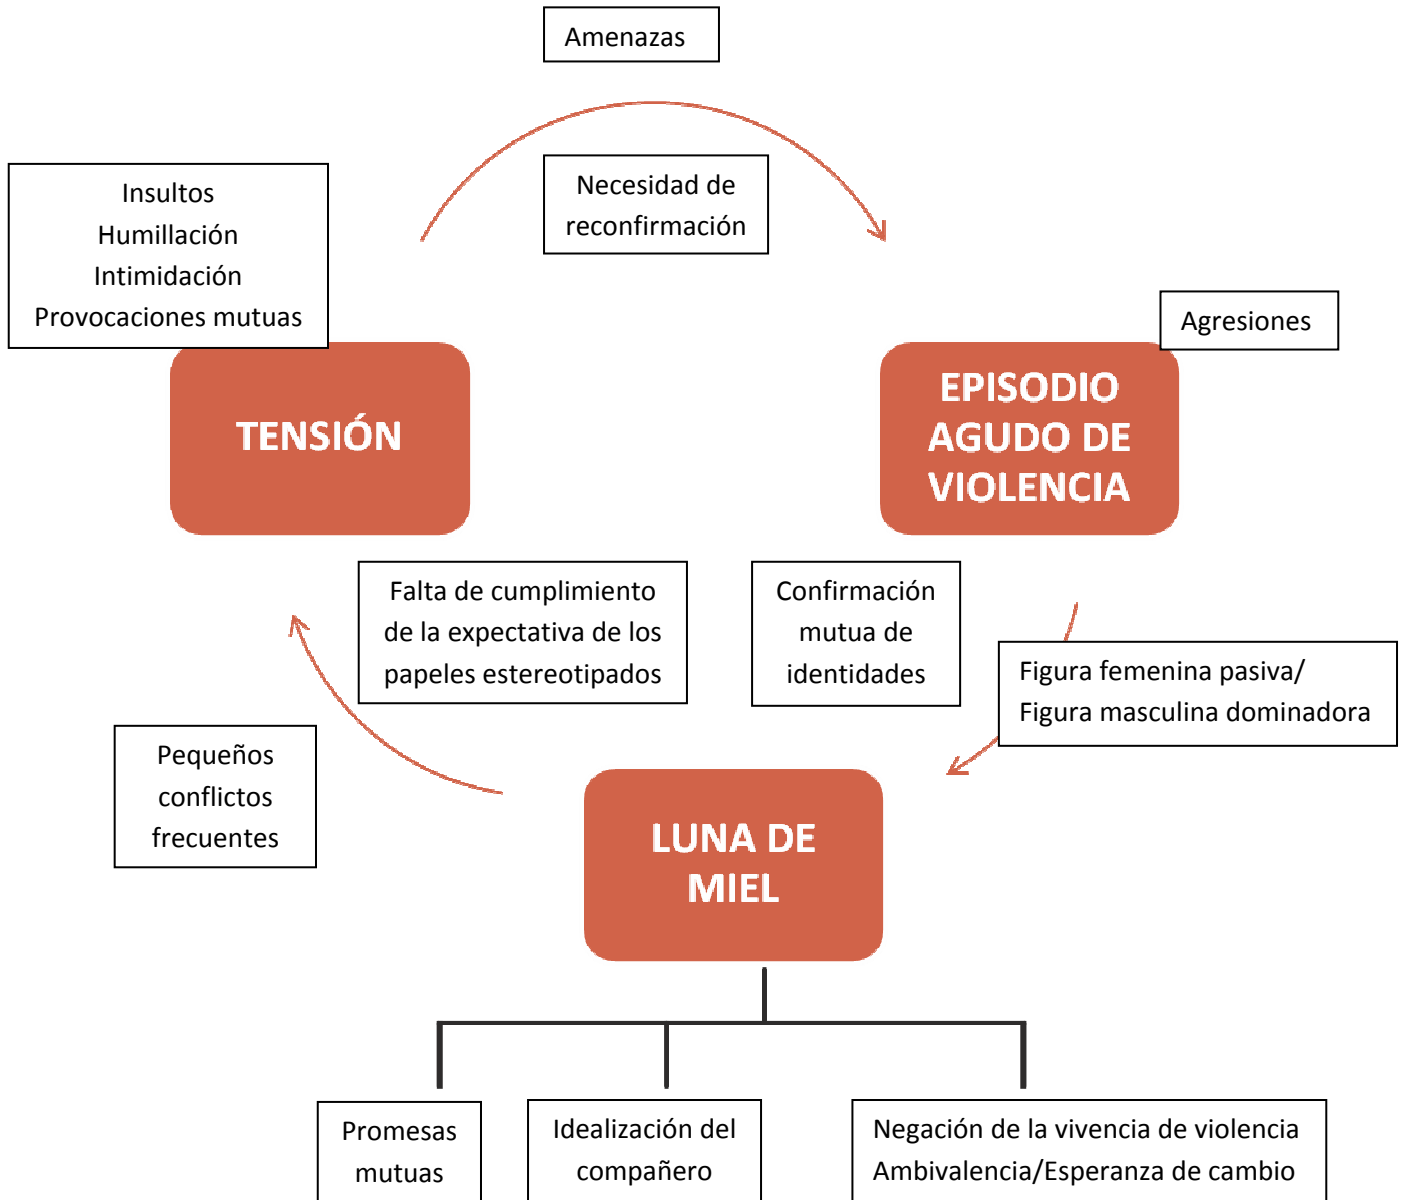 Amenazas
Necesidad de
reconfirmación
Insultos
Humillación
Intimidación
Provocaciones mutuas
Agresiones
TENSIÓN
EPISODIO
AGUDO DE
VIOLENCIA
Falta de cumplimiento
de la expectativa de los
papeles estereotipados
Confirmación
mutua de
identidades
Figura femenina pasiva/
Figura masculina dominadora
Pequeños
conflictos
frecuentes
LUNA DE
MIEL
Promesas
mutuas
Idealización del
compañero
Negación de la vivencia de violencia
Ambivalencia/Esperanza de cambio